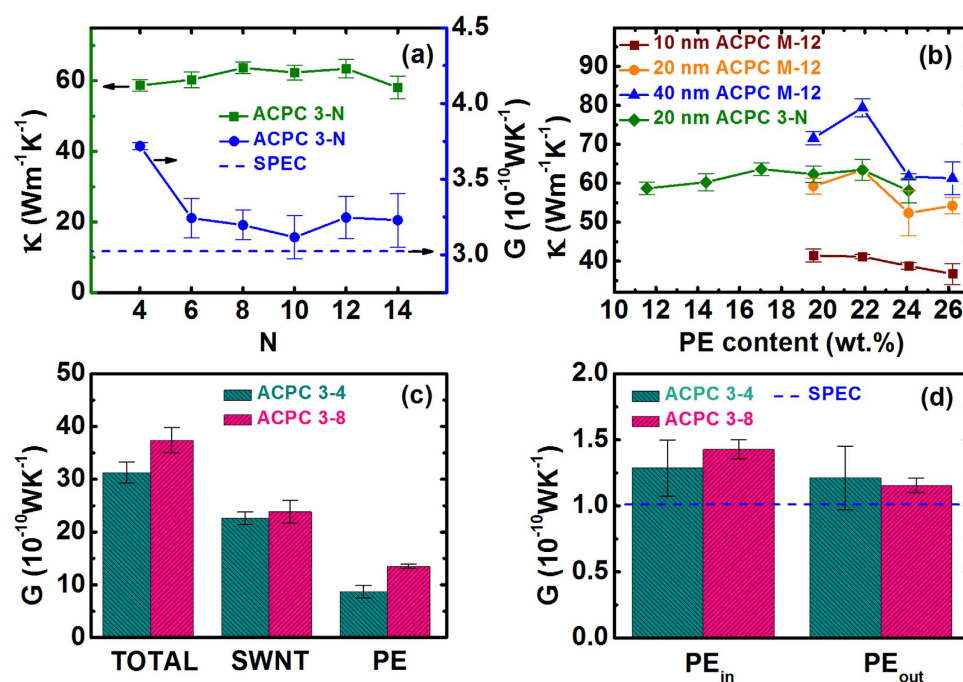 (a)
κ (Wm⁻¹K⁻¹)
60
40
20
0
ACPC 3-N
ACPC 3-N
SPEC
4.5
4.0
3.5
3.0
G (10⁻¹⁰WK⁻¹)
4 6 8 10 12 14
N
(b)
10 nm ACPC M-12
20 nm ACPC M-12
40 nm ACPC M-12
20 nm ACPC 3-N
κ (Wm⁻¹K⁻¹)
90
80
70
60
50
40
10 12 14 16 18 20 22 24 26
PE content (wt.%)
(c)
ACPC 3-4
ACPC 3-8
G (10⁻¹⁰WK⁻¹)
50
40
30
20
10
0
TOTAL SWNT PE
(d)
ACPC 3-4 SPEC
ACPC 3-8
G (10⁻¹⁰WK⁻¹)
2.0
1.5
1.0
0.5
0.0
PEin PEout